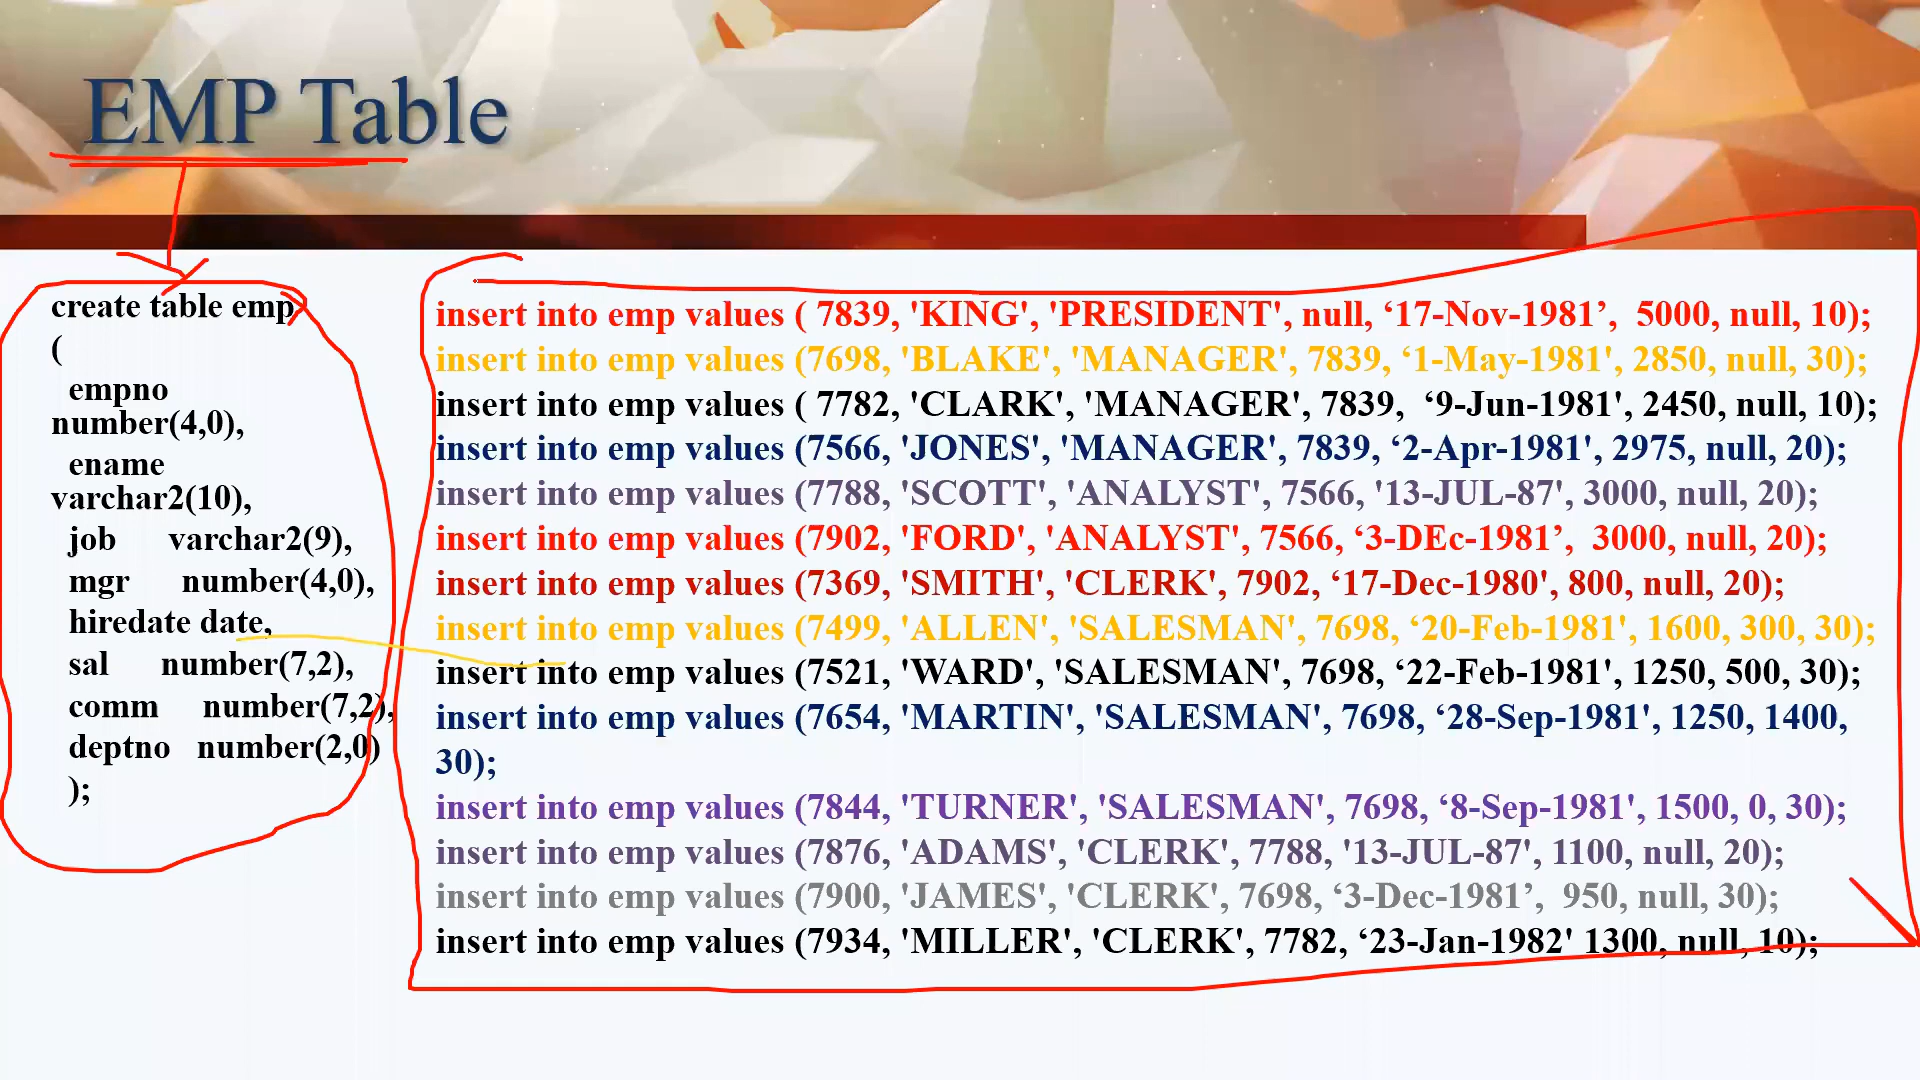 EMP Table
create table emp
(
empno
number(4,0),
ename
varchar2(10),
job varchar2(9),
mgr number(4,0),
hiredate date,
sal number(7,2),
comm number(7,2),
deptno number(2,0)
);
insert into emp values ( 7839, 'KING', 'PRESIDENT', null, ‘17-Nov-1981’, 5000, null, 10);
insert into emp values (7698, 'BLAKE', 'MANAGER', 7839, ‘1-May-1981', 2850, null, 30);
insert into emp values ( 7782, 'CLARK', 'MANAGER', 7839, ‘9-Jun-1981', 2450, null, 10);
insert into emp values (7566, 'JONES', 'MANAGER', 7839, ‘2-Apr-1981', 2975, null, 20);
insert into emp values (7788, 'SCOTT', 'ANALYST', 7566, '13-JUL-87', 3000, null, 20);
insert into emp values (7902, 'FORD', 'ANALYST', 7566, ‘3-DEc-1981’, 3000, null, 20);
insert into emp values (7369, 'SMITH', 'CLERK', 7902, ‘17-Dec-1980', 800, null, 20);
insert into emp values (7499, 'ALLEN', 'SALESMAN', 7698, ‘20-Feb-1981', 1600, 300, 30);
insert into emp values (7521, 'WARD', 'SALESMAN', 7698, ‘22-Feb-1981', 1250, 500, 30);
insert into emp values (7654, 'MARTIN', 'SALESMAN', 7698, ‘28-Sep-1981', 1250, 1400,
30);
insert into emp values (7844, 'TURNER', 'SALESMAN', 7698, ‘8-Sep-1981', 1500, 0, 30);
insert into emp values (7876, 'ADAMS', 'CLERK', 7788, '13-JUL-87', 1100, null, 20);
insert into emp values (7900, 'JAMES', 'CLERK', 7698, ‘3-Dec-1981’, 950, null, 30);
insert into emp values (7934, 'MILLER', 'CLERK', 7782, ‘23-Jan-1982' 1300, null, 10);